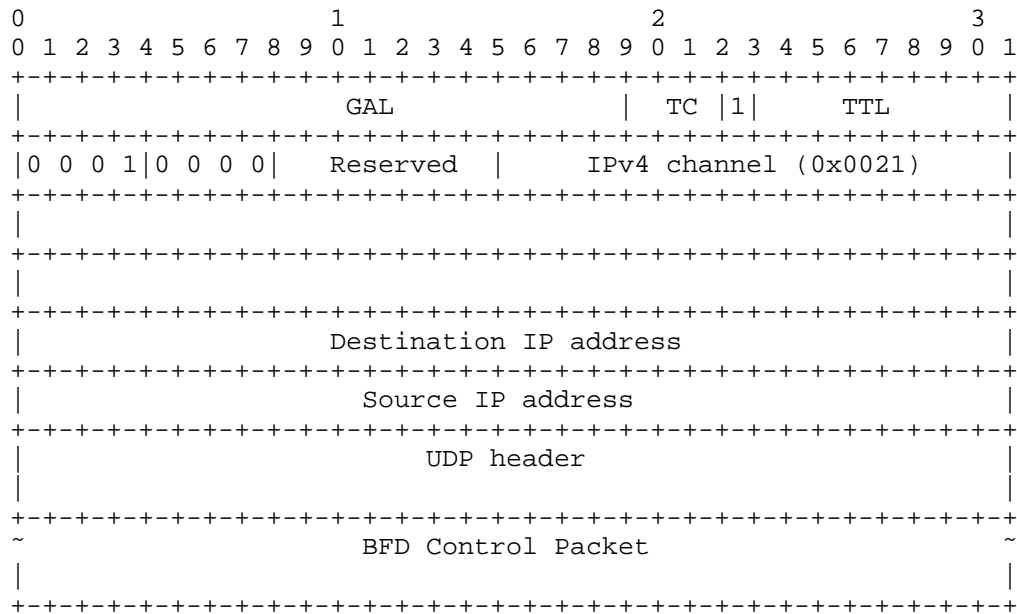 0                   1                   2                   3
0 1 2 3 4 5 6 7 8 9 0 1 2 3 4 5 6 7 8 9 0 1 2 3 4 5 6 7 8 9 0 1
+-+-+-+-+-+-+-+-+-+-+-+-+-+-+-+-+-+-+-+-+-+-+-+-+-+-+-+-+-+-+-+
|                   GAL                 |  TC |1|      TTL      |
+-+-+-+-+-+-+-+-+-+-+-+-+-+-+-+-+-+-+-+-+-+-+-+-+-+-+-+-+-+-+-+
|0 0 0 1|0 0 0 0|   Reserved   |     IPv4 channel (0x0021)      |
+-+-+-+-+-+-+-+-+-+-+-+-+-+-+-+-+-+-+-+-+-+-+-+-+-+-+-+-+-+-+-+
|                                                             |
+-+-+-+-+-+-+-+-+-+-+-+-+-+-+-+-+-+-+-+-+-+-+-+-+-+-+-+-+-+-+-+
|                                                             |
+-+-+-+-+-+-+-+-+-+-+-+-+-+-+-+-+-+-+-+-+-+-+-+-+-+-+-+-+-+-+-+
|                   Destination IP address                    |
+-+-+-+-+-+-+-+-+-+-+-+-+-+-+-+-+-+-+-+-+-+-+-+-+-+-+-+-+-+-+-+
|                     Source IP address                       |
+-+-+-+-+-+-+-+-+-+-+-+-+-+-+-+-+-+-+-+-+-+-+-+-+-+-+-+-+-+-+-+
|                         UDP header                          |
|                                                             |
+-+-+-+-+-+-+-+-+-+-+-+-+-+-+-+-+-+-+-+-+-+-+-+-+-+-+-+-+-+-+-+
~                     BFD Control Packet                      ~
|                                                             |
+-+-+-+-+-+-+-+-+-+-+-+-+-+-+-+-+-+-+-+-+-+-+-+-+-+-+-+-+-+-+-+